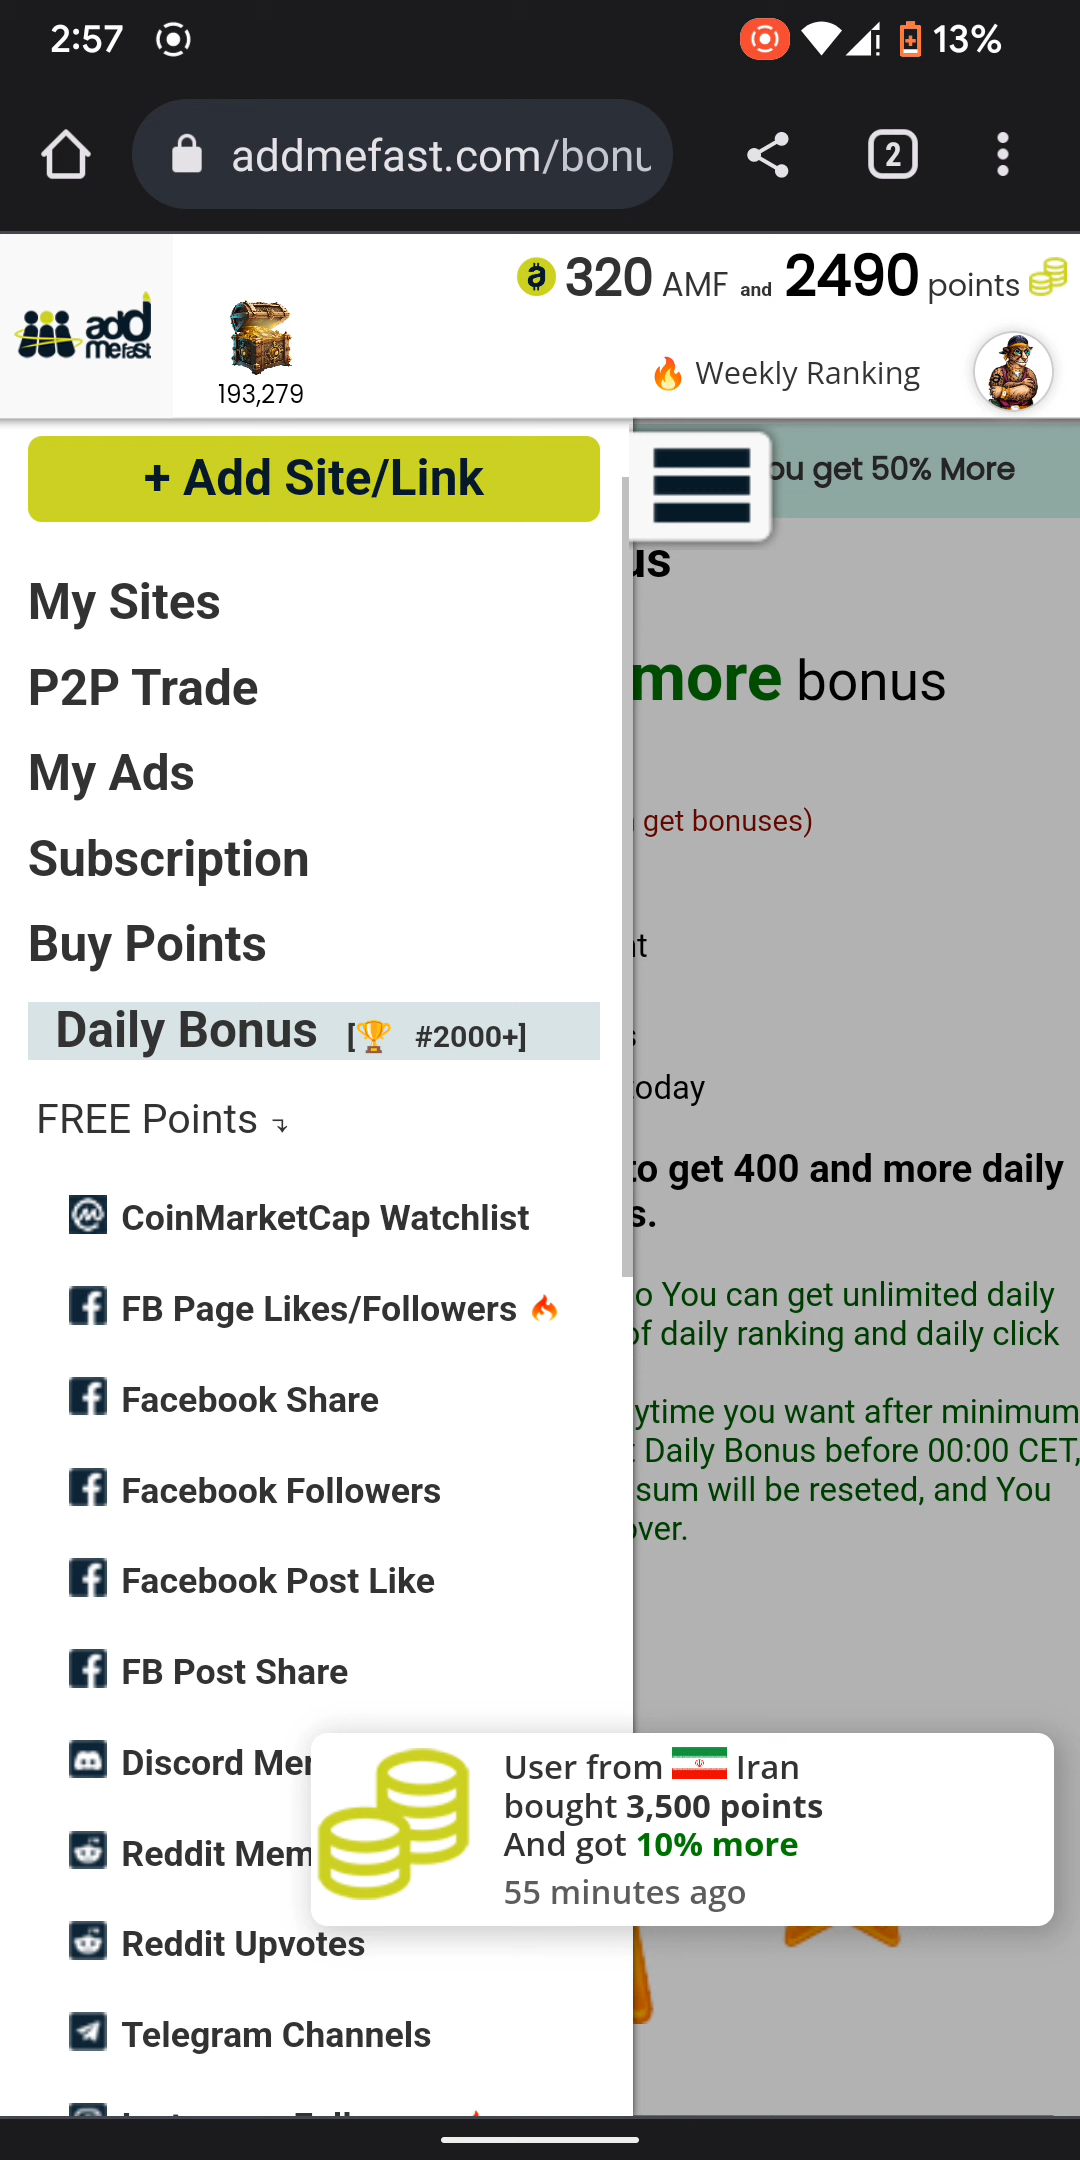 2:57
13%
addmefast.com/bonu
2
320 AMF and 2490 points
add
mefast
193,279
🔥 Weekly Ranking
+ Add Site/Link
ou get 50% More
us
My Sites
more bonus
P2P Trade
My Ads
get bonuses)
Subscription
Buy Points
Daily Bonus [🏆 #2000+]
today
FREE Points
to get 400 and more daily
s.
CoinMarketCap Watchlist
o You can get unlimited daily
FB Page Likes/Followers 🔥
of daily ranking and daily click
Facebook Share
ytime you want after minimum
Daily Bonus before 00:00 CET,
Facebook Followers
sum will be reseted, and You
over.
Facebook Post Like
FB Post Share
Discord Mem
User from Iran
bought 3,500 points
And got 10% more
55 minutes ago
Reddit Mem
Reddit Upvotes
Telegram Channels